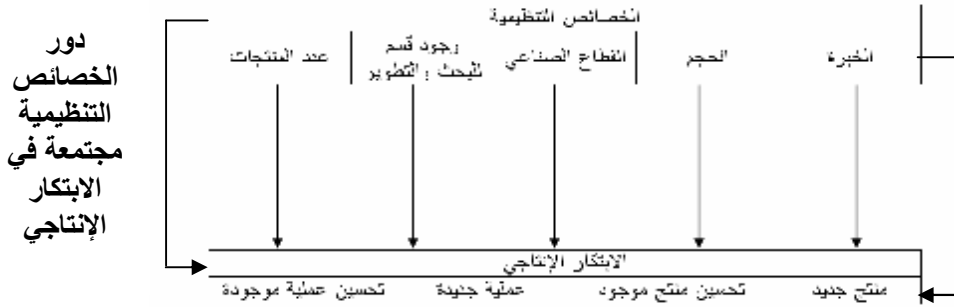 الخصائص التنظيمية
الخبرة
الحجم
القطاع الصناعي
وجود قسم
للبحث والتطوير
عدد المنتجات
دور
الخصائص
التنظيمية
مجتمعة في
الابتكار
الإنتاجي
الابتكار الإنتاجي
منتج جديد
تحسين منتج موجود
عملية جديدة
تحسين عملية موجودة